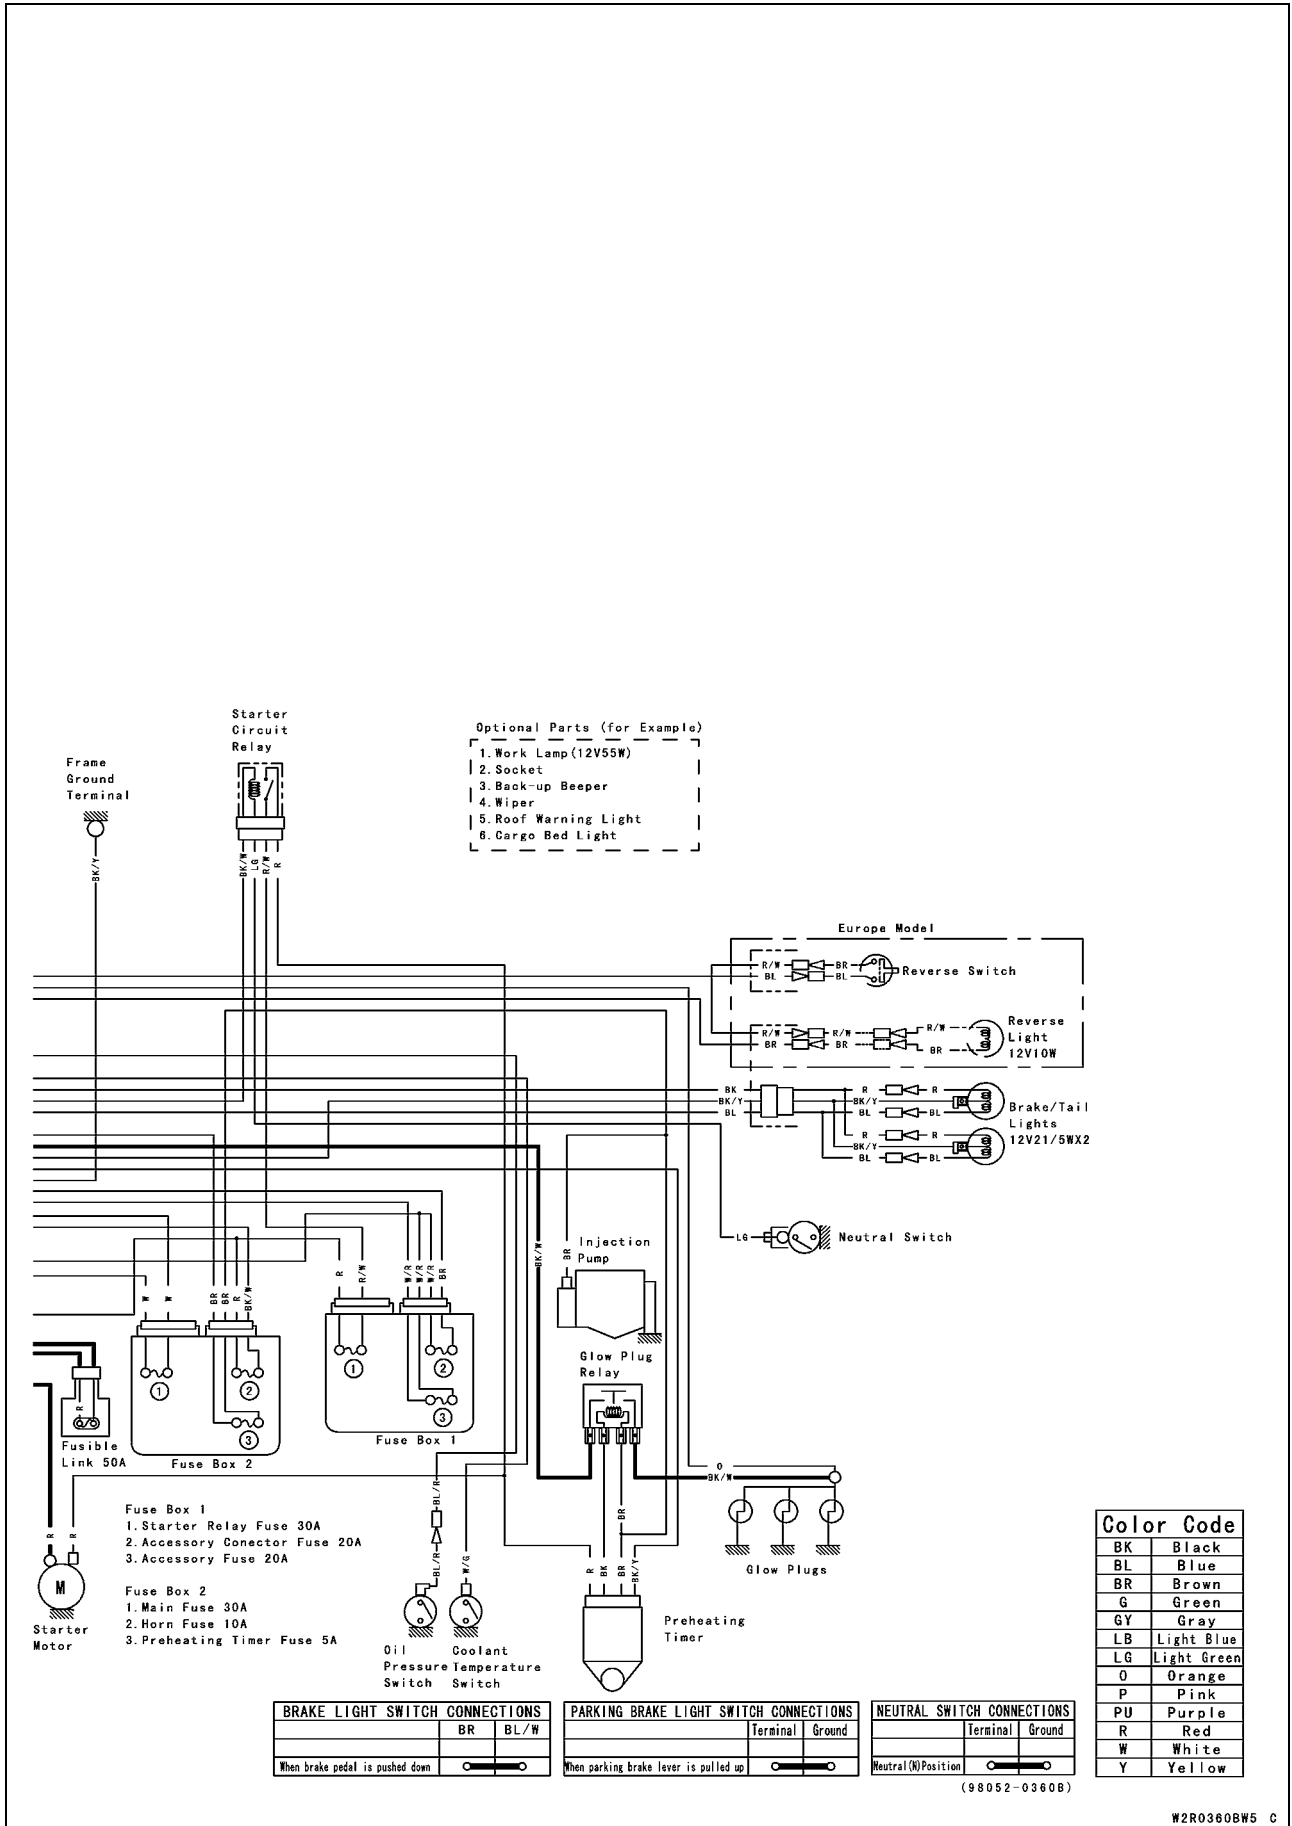 Starter
Circuit
Relay
Optional Parts (for Example)
1.Work Lamp(12V55W)
2.Socket
3.Back-up Beeper
4.Wiper
5.Roof Warning Light
6.Cargo Bed Light
Frame
Ground
Terminal
BK/Y
BK/W
LG
R/W
R
Europe Model
R/W
BR
Reverse Switch
BL
BL
R/W
R/W
R/W
BR
BR
BR
Reverse
Light
12V10W
BK
BK/Y
BL
R
R
BK/Y
BL
BL
R
R
BK/Y
BL
BL
Brake/Tail
Lights
12V21/5WX2
LG
Neutral Switch
BK/W
BR
Injection
Pump
W
W
BR
BR
R
BK/W
R
R/W
W/R
W/R
W/R
BR
1
2
3
Fuse Box 1
1
2
3
Fuse Box 2
R
Fusible
Link 50A
Glow Plug
Relay
O
BK/W
BR
Glow Plugs
R
R
M
Starter
Motor
Fuse Box 1
1.Starter Relay Fuse 30A
2.Accessory Conector Fuse 20A
3.Accessory Fuse 20A
Fuse Box 2
1.Main Fuse 30A
2.Horn Fuse 10A
3.Preheating Timer Fuse 5A
BL/R
BL/R
W/G
Oil
Pressure
Switch
Coolant
Temperature
Switch
R
BK
BR
BK/Y
Preheating
Timer
Color Code
BK Black
BL Blue
BR Brown
G Green
GY Gray
LB Light Blue
LG Light Green
O Orange
P Pink
PU Purple
R Red
W White
Y Yellow
BRAKE LIGHT SWITCH CONNECTIONS
BR BL/W
When brake pedal is pushed down
PARKING BRAKE LIGHT SWITCH CONNECTIONS
Terminal Ground
When parking brake lever is pulled up
NEUTRAL SWITCH CONNECTIONS
Terminal Ground
Neutral(N)Position
(98052-0360B)
W2R0360BW5 C